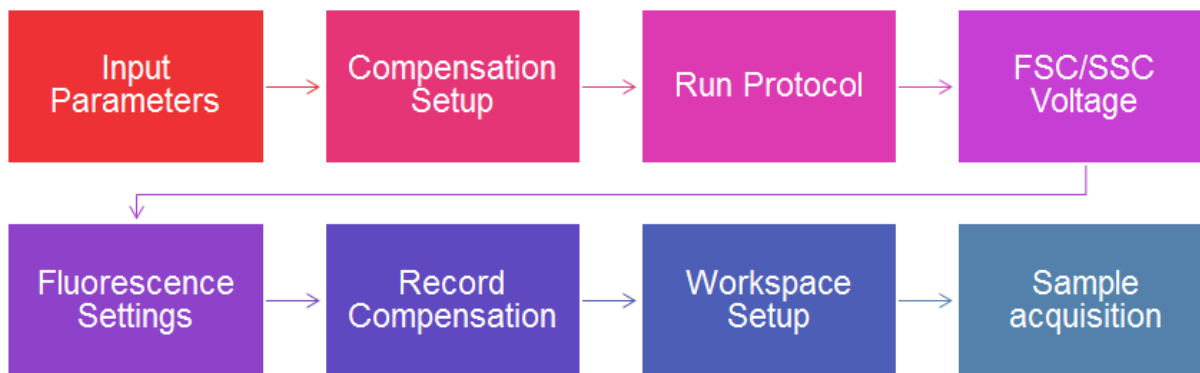 Input
Parameters
Compensation
Setup
Run Protocol
FSC/SSC
Voltage
Fluorescence
Settings
Record
Compensation
Workspace
Setup
Sample
acquisition